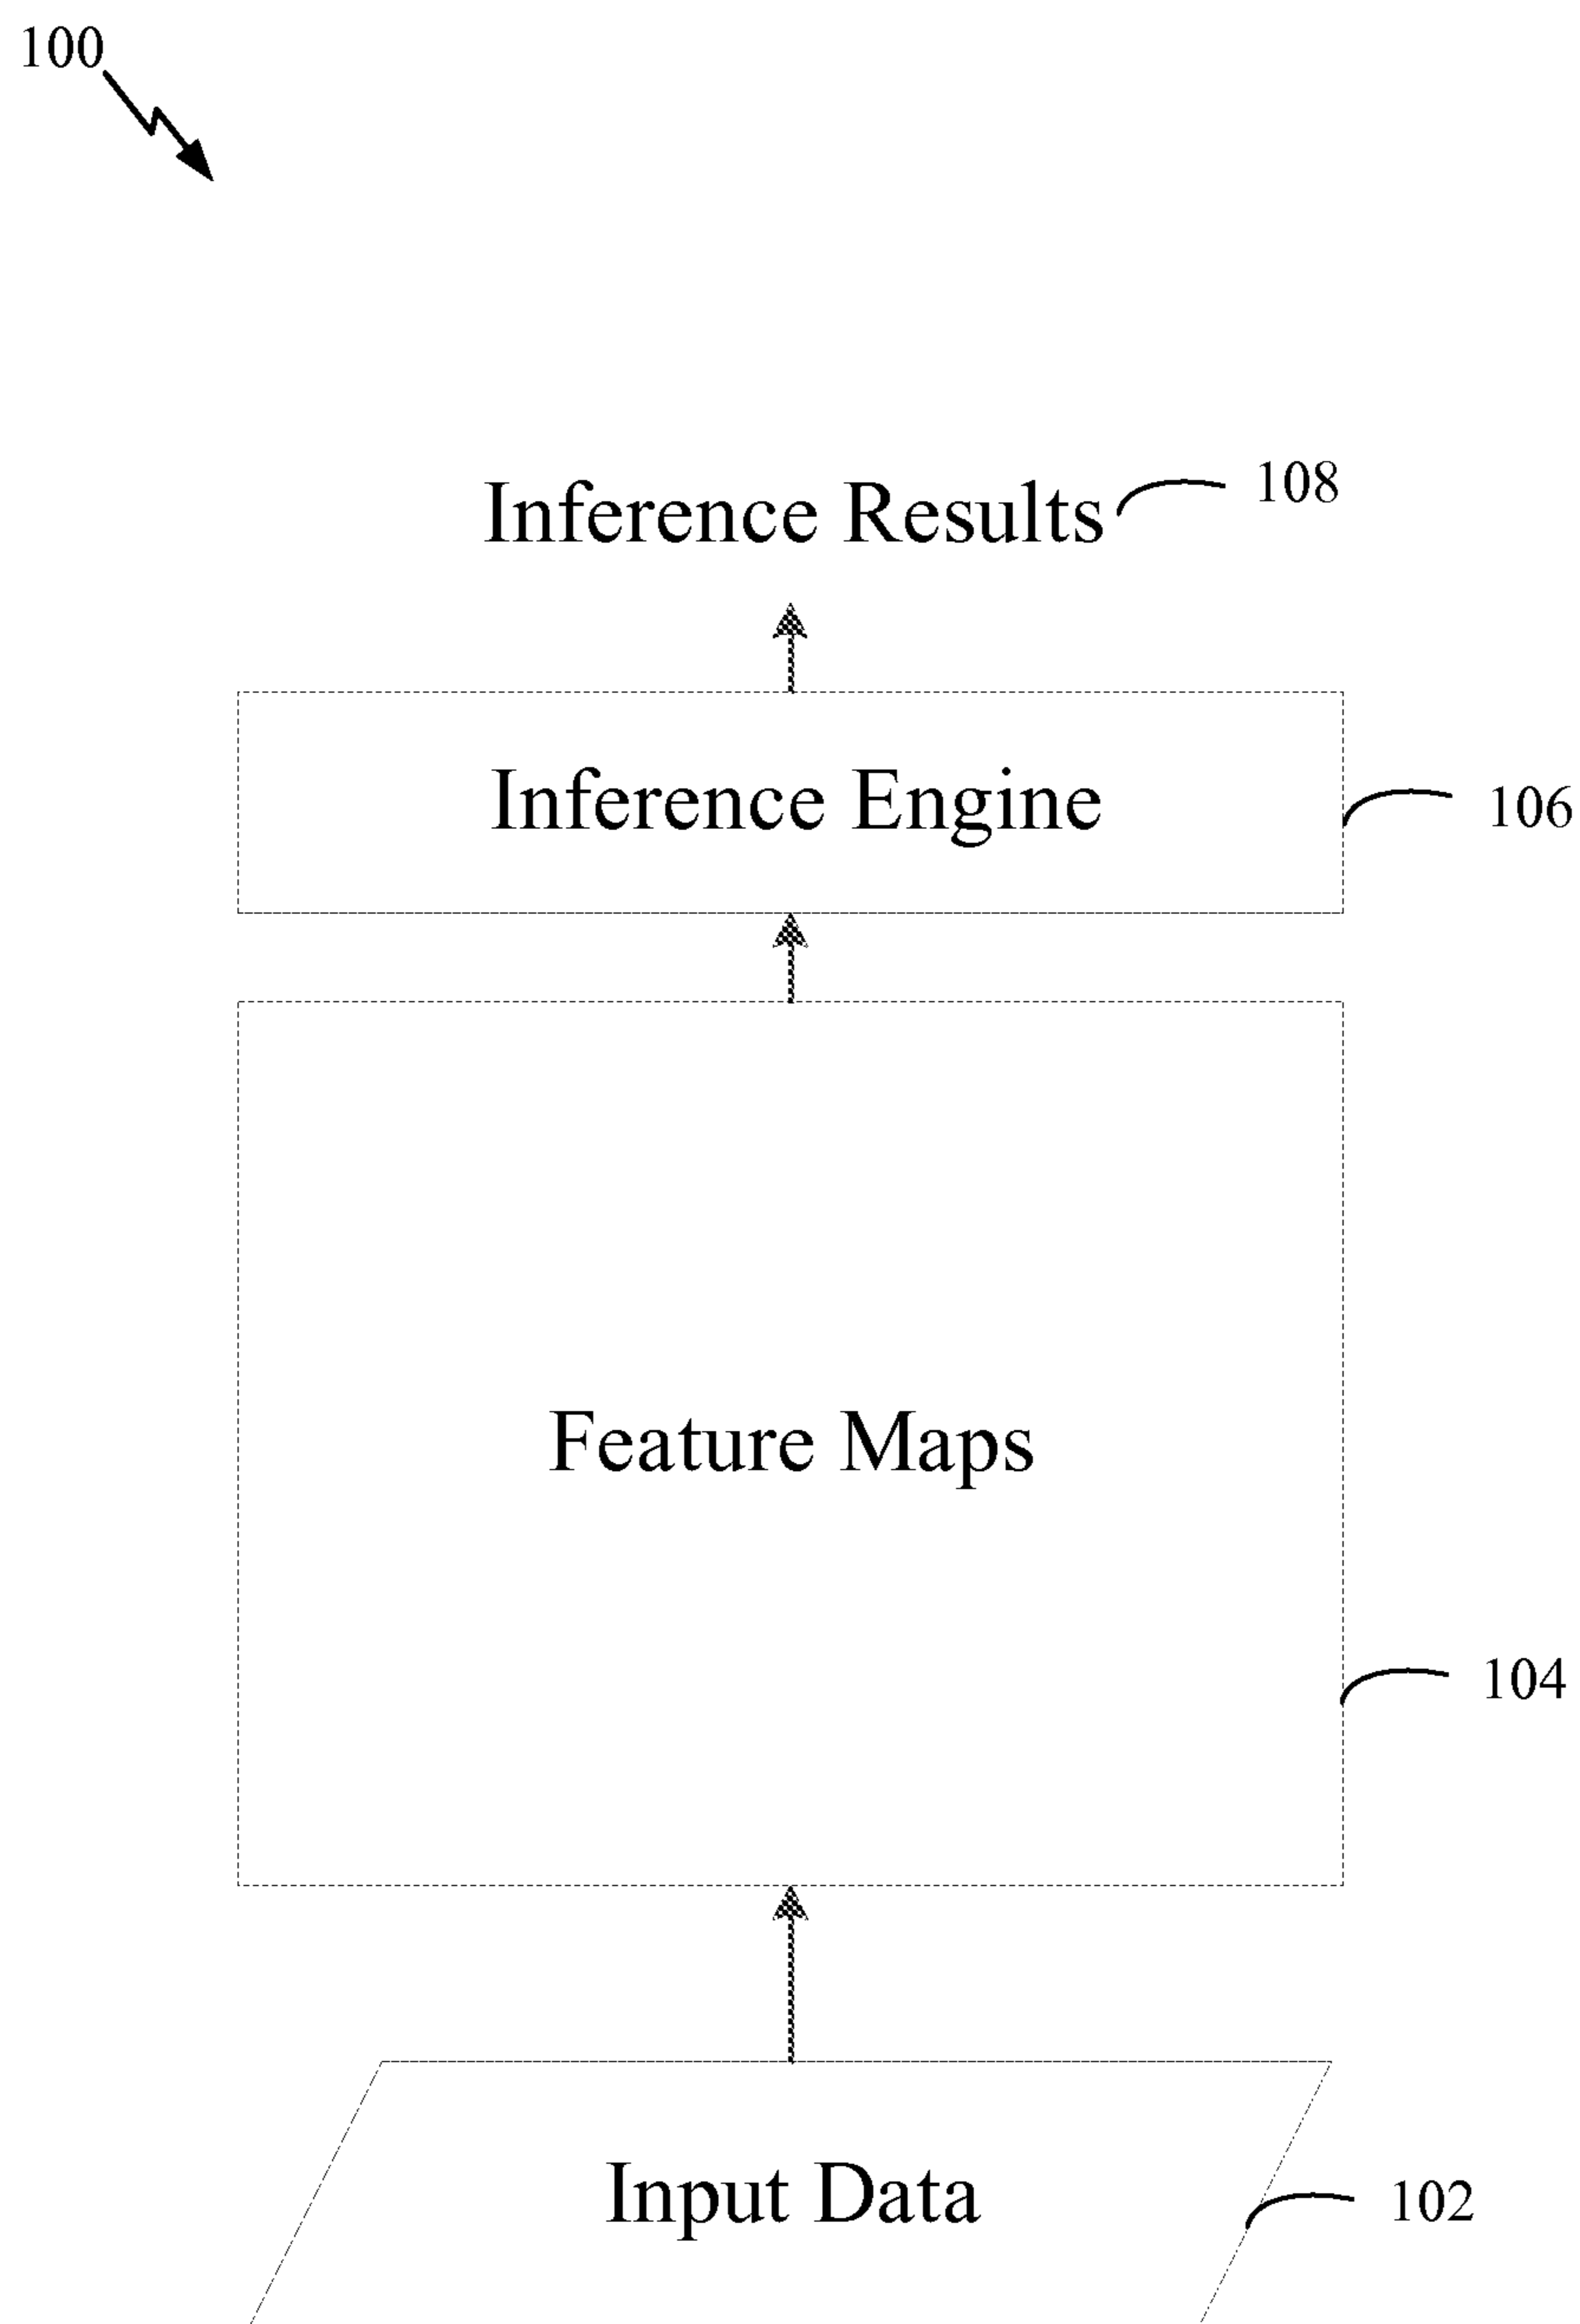 100
Inference Results
108
Inference Engine
106
Feature Maps
104
Input Data
102